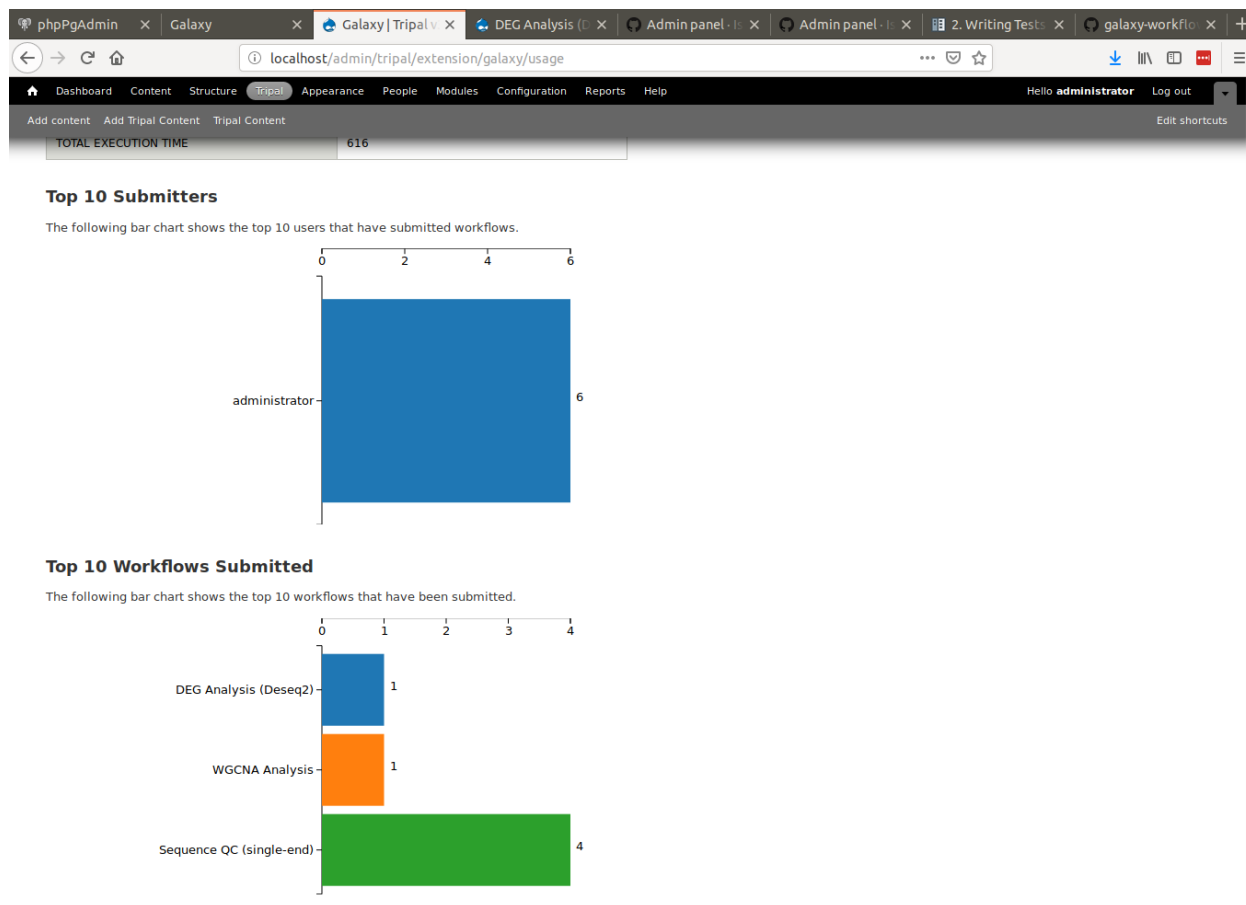 phpPgAdmin Galaxy Galaxy | Tripal v DEG Analysis (D Admin panel · Is Admin panel · Is 2. Writing Tests galaxy-workflo
localhost/admin/tripal/extension/galaxy/usage
Dashboard Content Structure Tripal Appearance People Modules Configuration Reports Help Hello administrator Log out
Add content Add Tripal Content Tripal Content Edit shortcuts
TOTAL EXECUTION TIME 616
Top 10 Submitters
The following bar chart shows the top 10 users that have submitted workflows.
0 2 4 6
administrator 6
Top 10 Workflows Submitted
The following bar chart shows the top 10 workflows that have been submitted.
0 1 2 3 4
DEG Analysis (Deseq2) 1
WGCNA Analysis 1
Sequence QC (single-end) 4